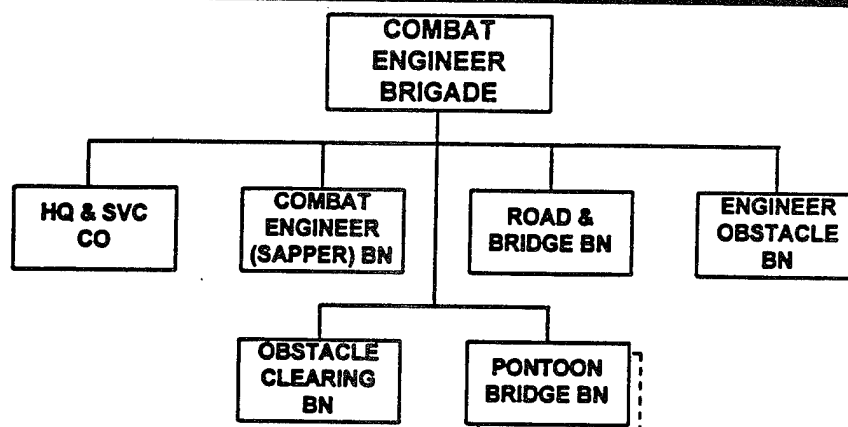 COMBAT
ENGINEER
BRIGADE
HQ & SVC
CO
COMBAT
ENGINEER
(SAPPER) BN
ROAD &
BRIDGE BN
ENGINEER
OBSTACLE
BN
OBSTACLE
CLEARING
BN
PONTOON
BRIDGE BN